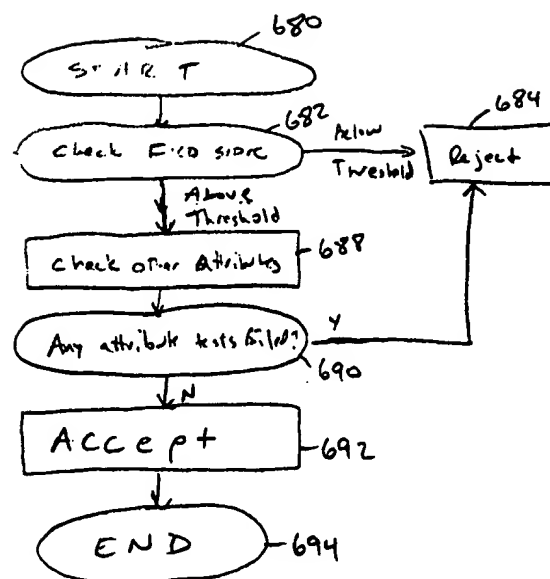 680
START
682
Check FICO score
Below
Threshold
684
Reject
Above
Threshold
Check other Attributes
688
Any attribute tests failed?
Y
690
N
Accept
692
END
694